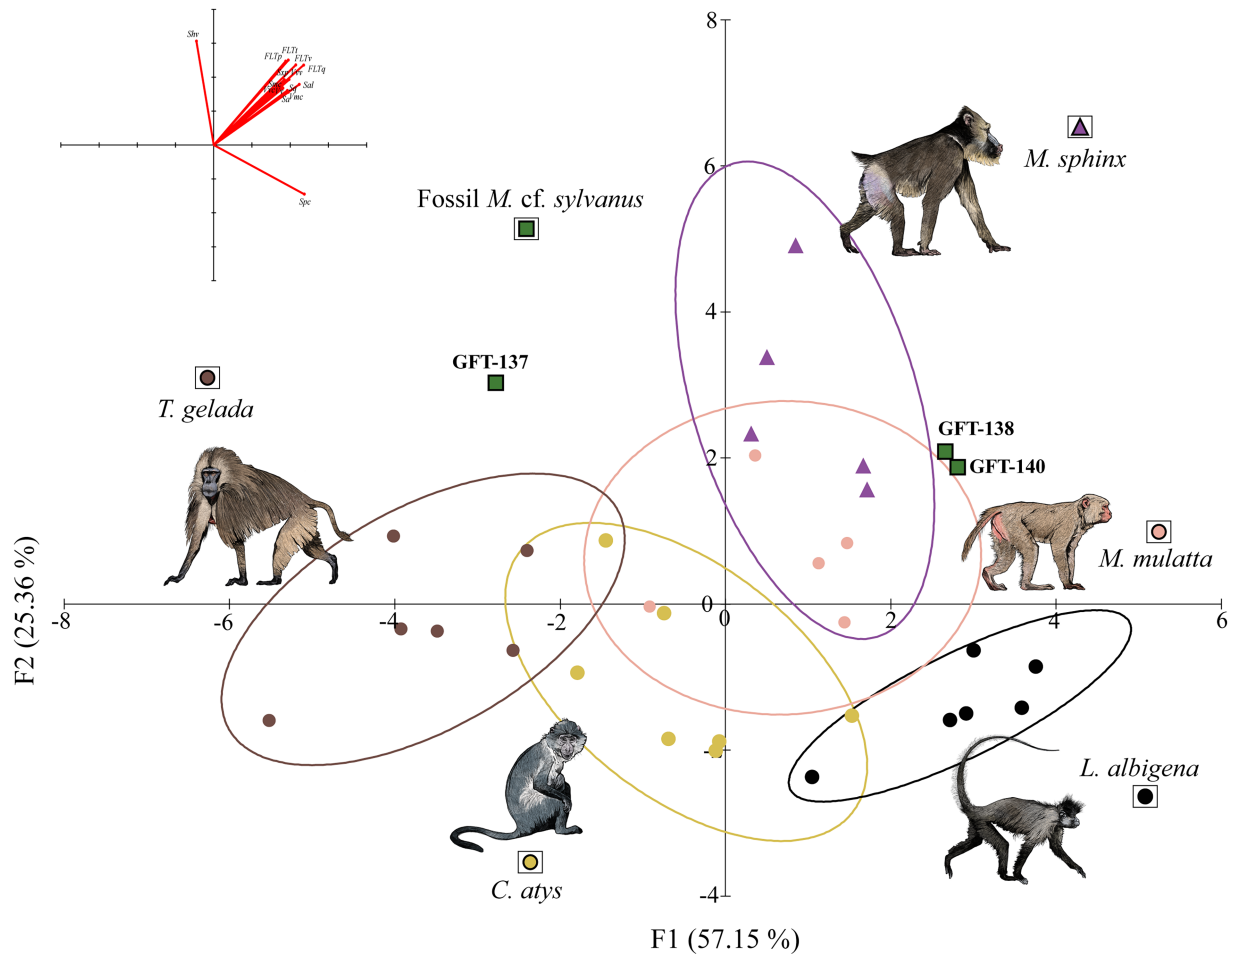 8
Shv
FLTt
FLTp
FLTv
FLTq
Sal
Vmc
Spc
M. sphinx
6
Fossil M. cf. sylvanus
4
GFT-137
T. gelada
GFT-138
2
GFT-140
M. mulatta
-8
-6
-4
-2
0
0
2
4
6
F2 (25.36 %)
L. albigena
C. atys
-4
F1 (57.15 %)